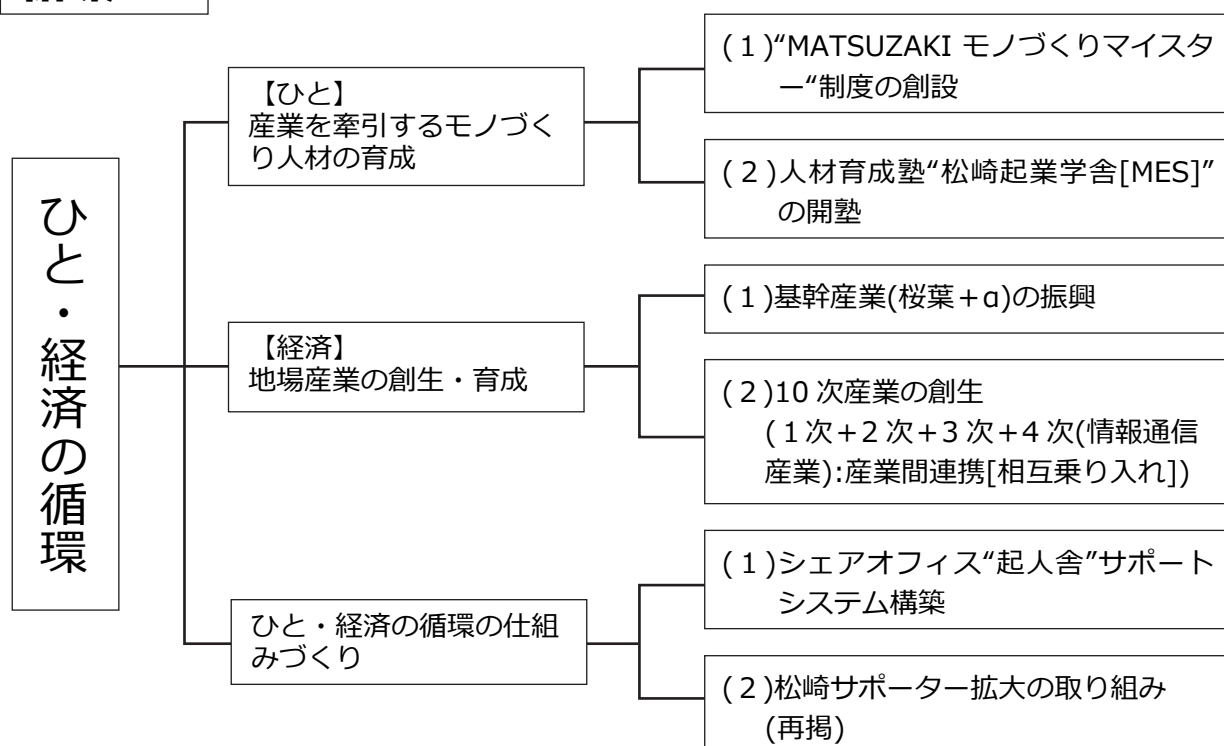 ひと・経済の循環
【ひと】
産業を牽引するモノづく
り人材の育成
(１)“MATSUZAKI モノづくりマイスタ
ー“制度の創設
(２)人材育成塾“松崎起業学舎[MES]”
の開塾
【経済】
地場産業の創生・育成
(１)基幹産業(桜葉＋α)の振興
(２)10 次産業の創生
(１次＋２次＋３次＋４次(情報通信
産業):産業間連携[相互乗り入れ])
ひと・経済の循環の仕組
みづくり
(１)シェアオフィス“起人舎”サポート
システム構築
(２)松崎サポーター拡大の取り組み
(再掲)